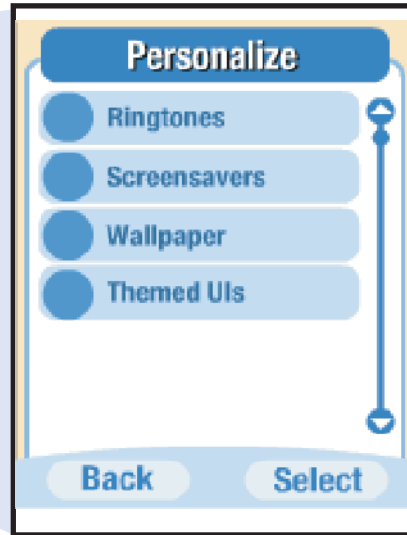 Personalize
Ringtones
Screensavers
Wallpaper
Themed UIs
Back Select